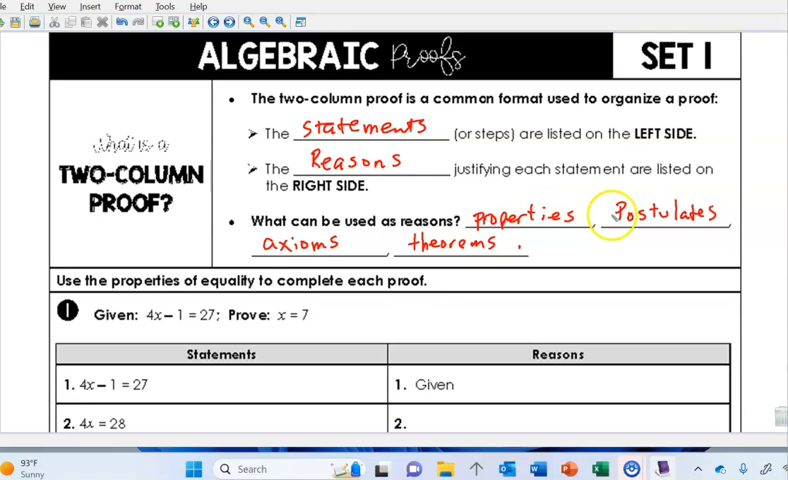 Edit View Insert Format Tools Help
ALGEBRAIC Proofs SET 1
What is a
TWO-COLUMN
PROOF?
• The two-column proof is a common format used to organize a proof:
➤ The statements (or steps) are listed on the LEFT SIDE.
➤ The Reasons justifying each statement are listed on
the RIGHT SIDE.
• What can be used as reasons? properties, Postulates,
axioms, theorems.
Use the properties of equality to complete each proof.
1 Given: 4x – 1 = 27; Prove: x = 7
Statements Reasons
1. 4x – 1 = 27 1. Given
2. 4x = 28 2.
93°F
Sunny
Search